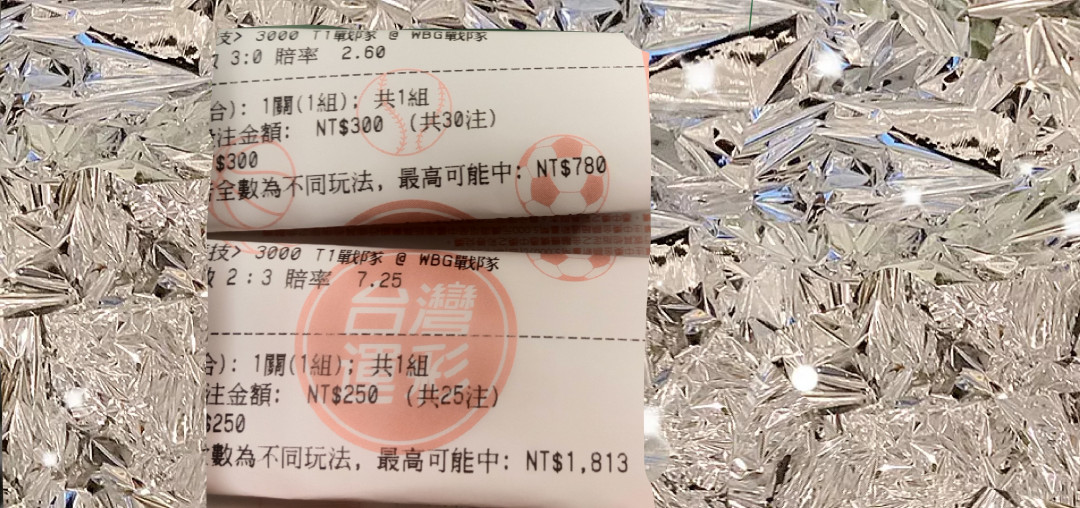 技> 3000 T1戰隊 @ WBG戰隊
3:0 賠率 2.60
台): 1關(1組); 共1組
注金額: NT$300 (共30注)
$300
全數為不同玩法, 最高可能中: NT$780
技> 3000 T1戰隊 @ WBG戰隊
2:3 賠率 7.25
台灣
運彩
台): 1關(1組); 共1組
注金額: NT$250 (共25注)
$250
數為不同玩法, 最高可能中: NT$1,813